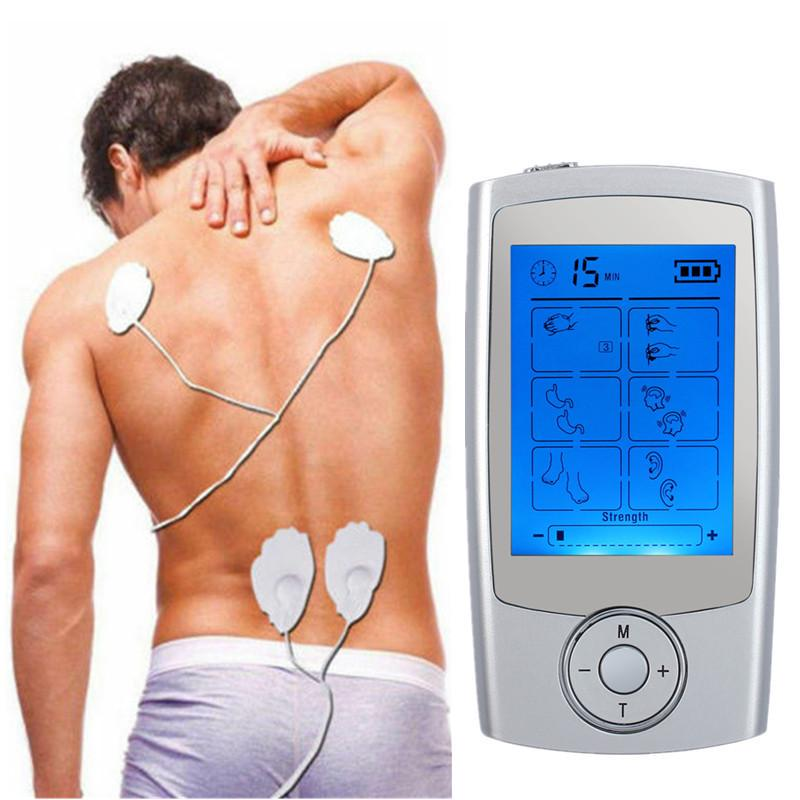 15 MIN
3
Strength
- +
M
- +
T